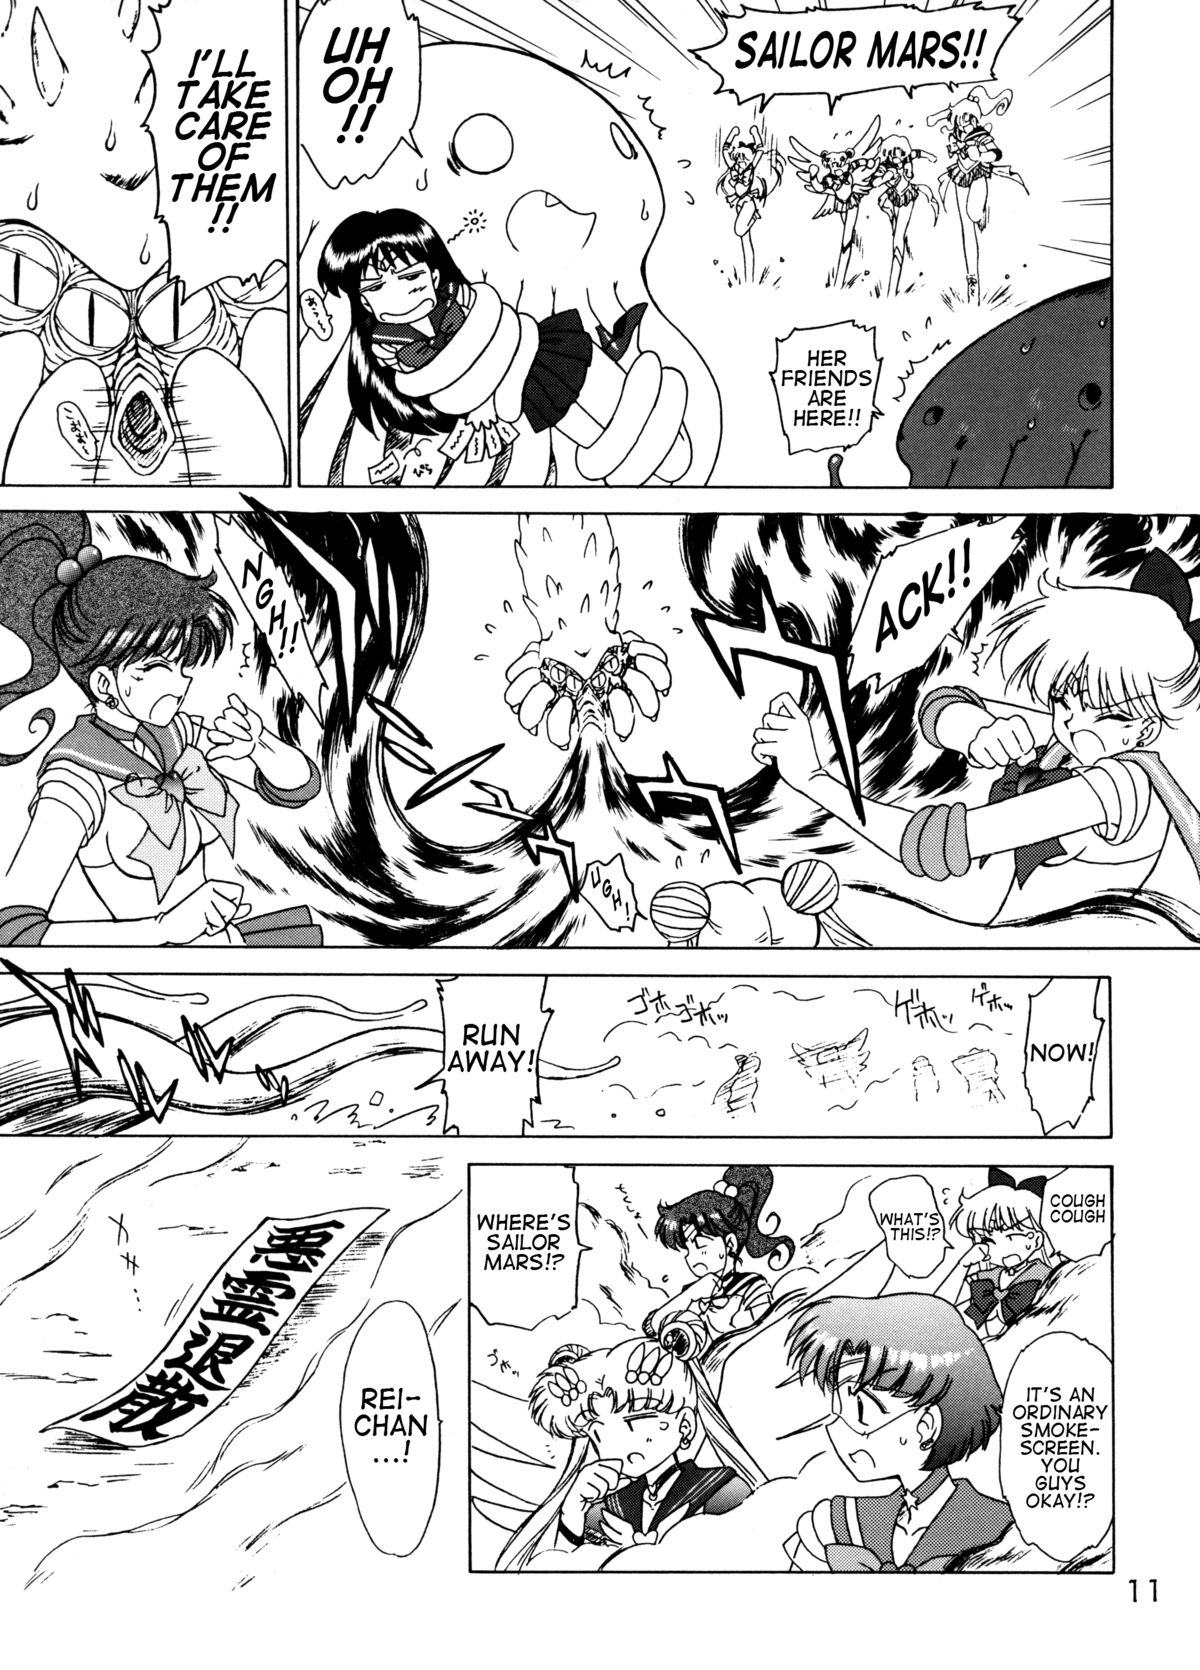 SAILOR MARS!!
HER
FRIENDS
ARE
HERE!!
UH
OH!!
I'LL
TAKE
CARE
OF
THEM
!!
ACK!!
UGH!
NGH!!
NOW!
ゲホッ
ゴホッ
ゴホッ
RUN
AWAY!
COUGH
COUGH
WHAT'S
THIS!?
IT'S AN
ORDINARY
SMOKE-
SCREEN.
YOU
GUYS
OKAY!?
WHERE'S
SAILOR
MARS!?
REI-
CHAN
...!
悪霊退散
11